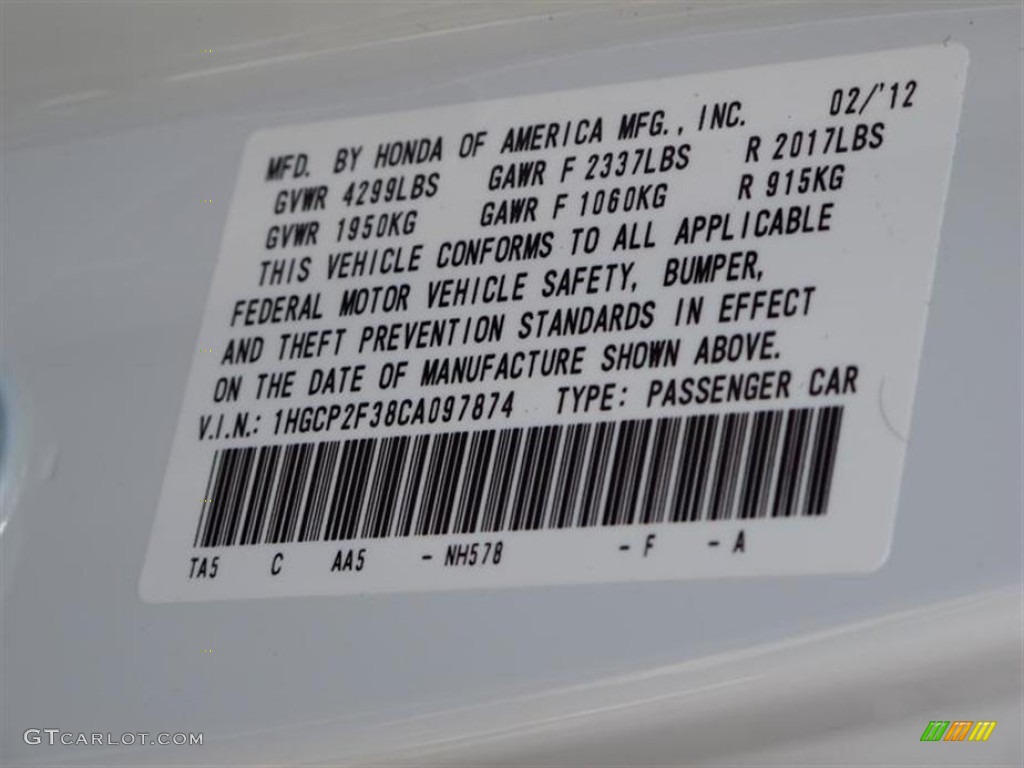 MFD. BY HONDA OF AMERICA MFG., INC. 02/'12
GVWR 4299LBS GAWR F 2337LBS R 2017LBS
GVWR 1950KG GAWR F 1060KG R 915KG
THIS VEHICLE CONFORMS TO ALL APPLICABLE
FEDERAL MOTOR VEHICLE SAFETY, BUMPER,
AND THEFT PREVENTION STANDARDS IN EFFECT
ON THE DATE OF MANUFACTURE SHOWN ABOVE.
V.I.N.: 1HGCP2F38CA097874 TYPE: PASSENGER CAR
TA5 C AA5 - NH578 - F - A
GTCARLOT.COM